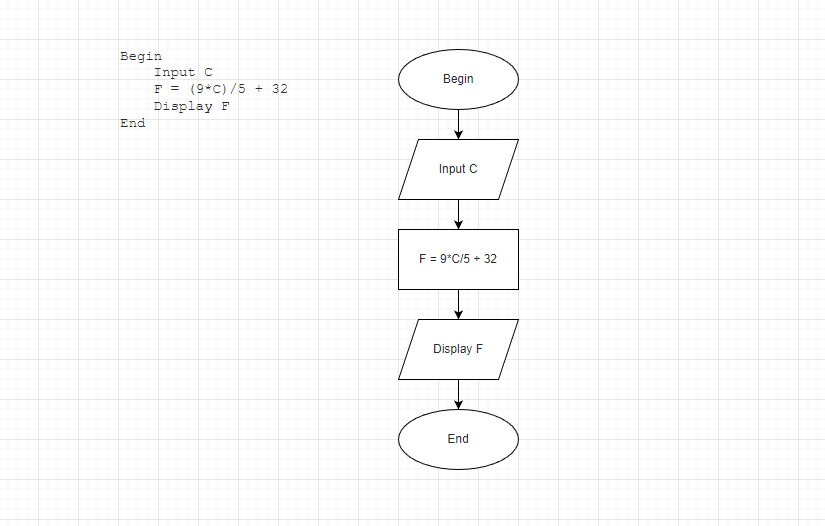 Begin
Input C
F = (9*C)/5 + 32
Display F
End
Begin
Input C
F = 9*C/5 + 32
Display F
End